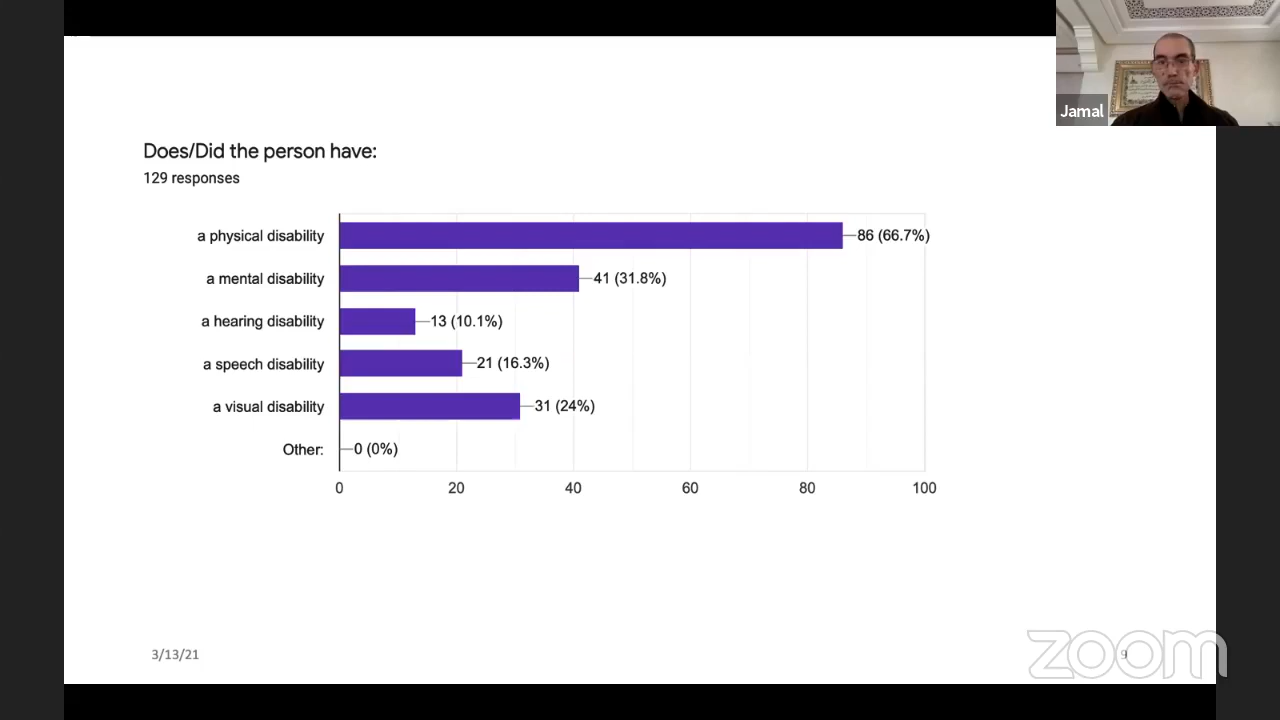 Jamal
Does/Did the person have:
129 responses
a physical disability 86 (66.7%)
a mental disability 41 (31.8%)
a hearing disability 13 (10.1%)
a speech disability 21 (16.3%)
a visual disability 31 (24%)
Other: 0 (0%)
0 20 40 60 80 100
3/13/21 9
zoom